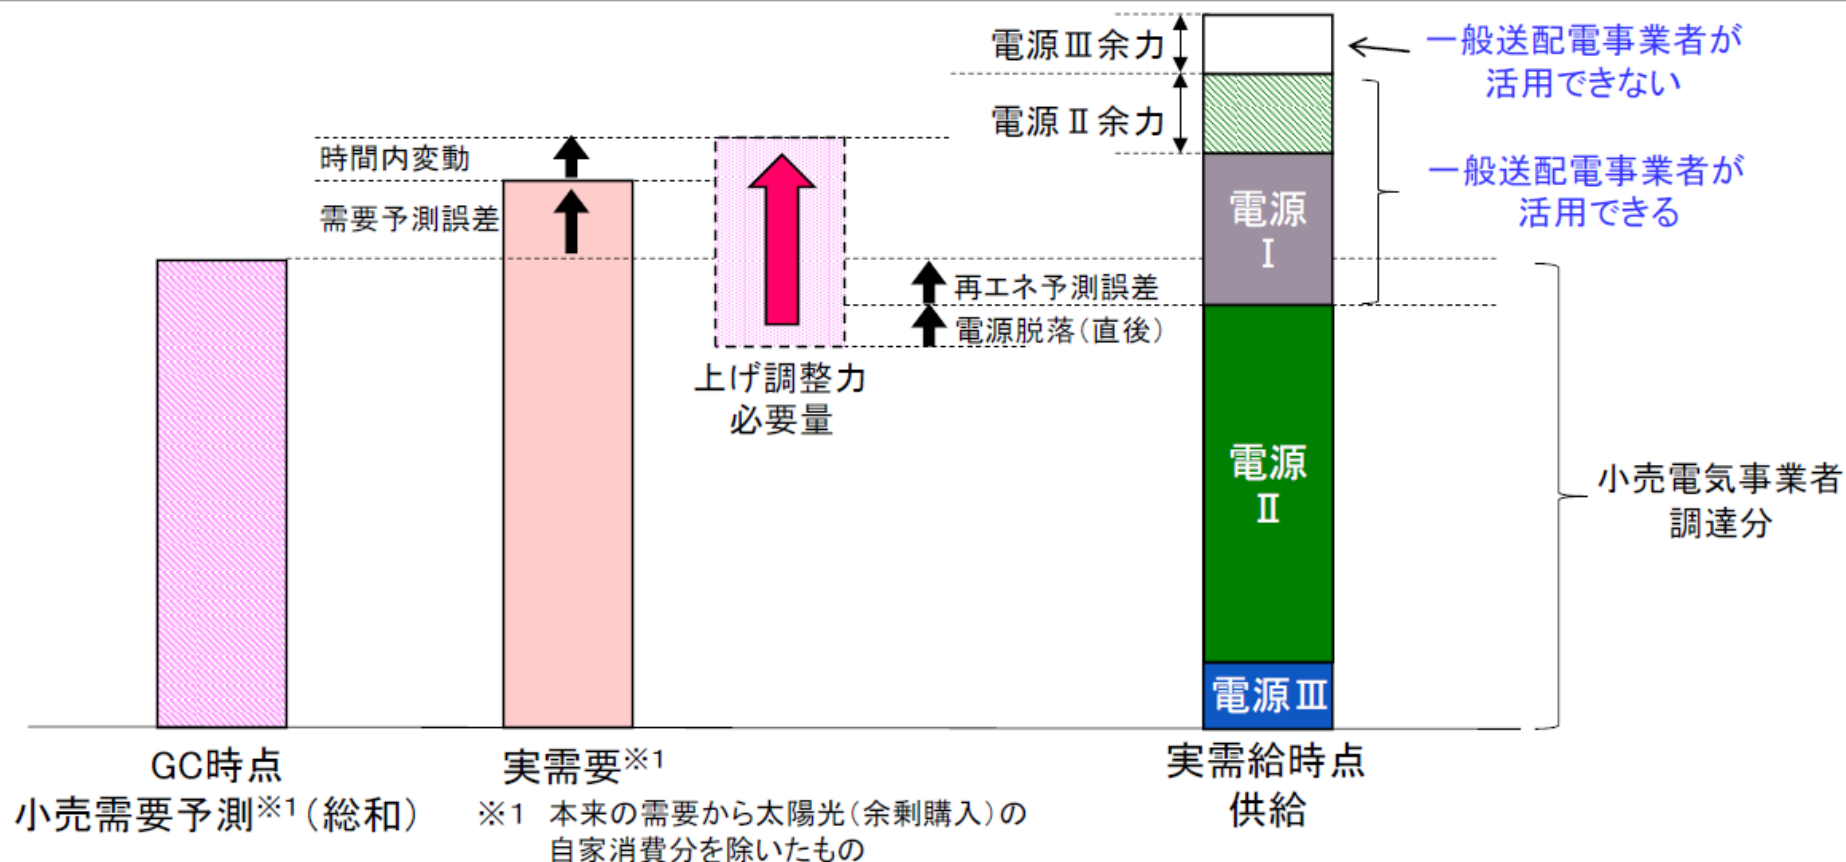 電源Ⅲ余力
一般送配電事業者が
活用できない
電源Ⅱ余力
時間内変動
需要予測誤差
一般送配電事業者が
活用できる
電源
Ⅰ
再エネ予測誤差
電源脱落(直後)
上げ調整力
必要量
電源
Ⅱ
小売電気事業者
調達分
電源Ⅲ
GC時点
小売需要予測※1(総和)
実需要※1
※1 本来の需要から太陽光(余剰購入)の
自家消費分を除いたもの
実需給時点
供給